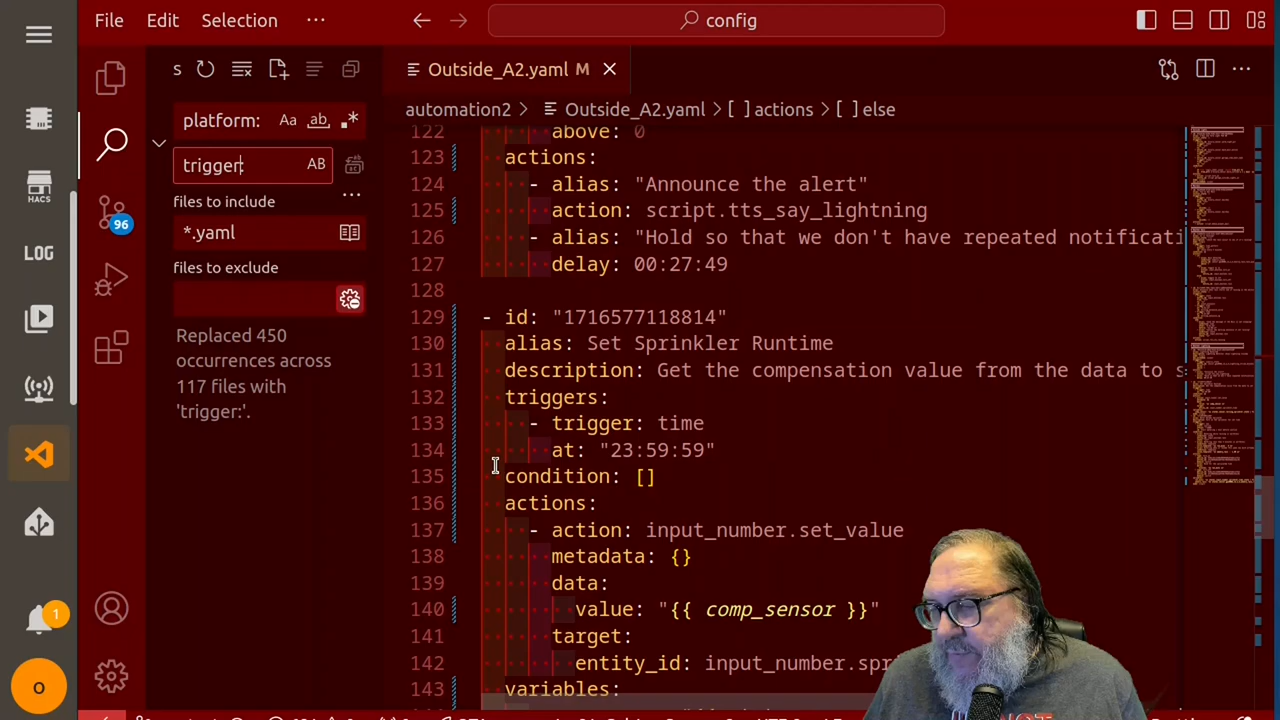 File Edit Selection ···
config
S
Outside_A2.yaml M
automation2 > Outside_A2.yaml > [ ] actions > [ ] else
HACS
LOG
96
1
o
platform: Aa ab .*
trigger: AB
files to include
*.yaml
files to exclude
Replaced 450
occurrences across
117 files with
'trigger:'.
122 above: 0
123 actions:
124 - alias: "Announce the alert"
125 action: script.tts_say_lightning
126 - alias: "Hold so that we don't have repeated notificati
127 delay: 00:27:49
128
129 - id: "1716577118814"
130 alias: Set Sprinkler Runtime
131 description: Get the compensation value from the data to s
132 triggers:
133 - trigger: time
134 at: "23:59:59"
135 condition: []
136 actions:
137 - action: input_number.set_value
138 metadata: {}
139 data:
140 value: "{{ comp_sensor }}"
141 target:
142 entity_id: input_number.spr
143 variables: